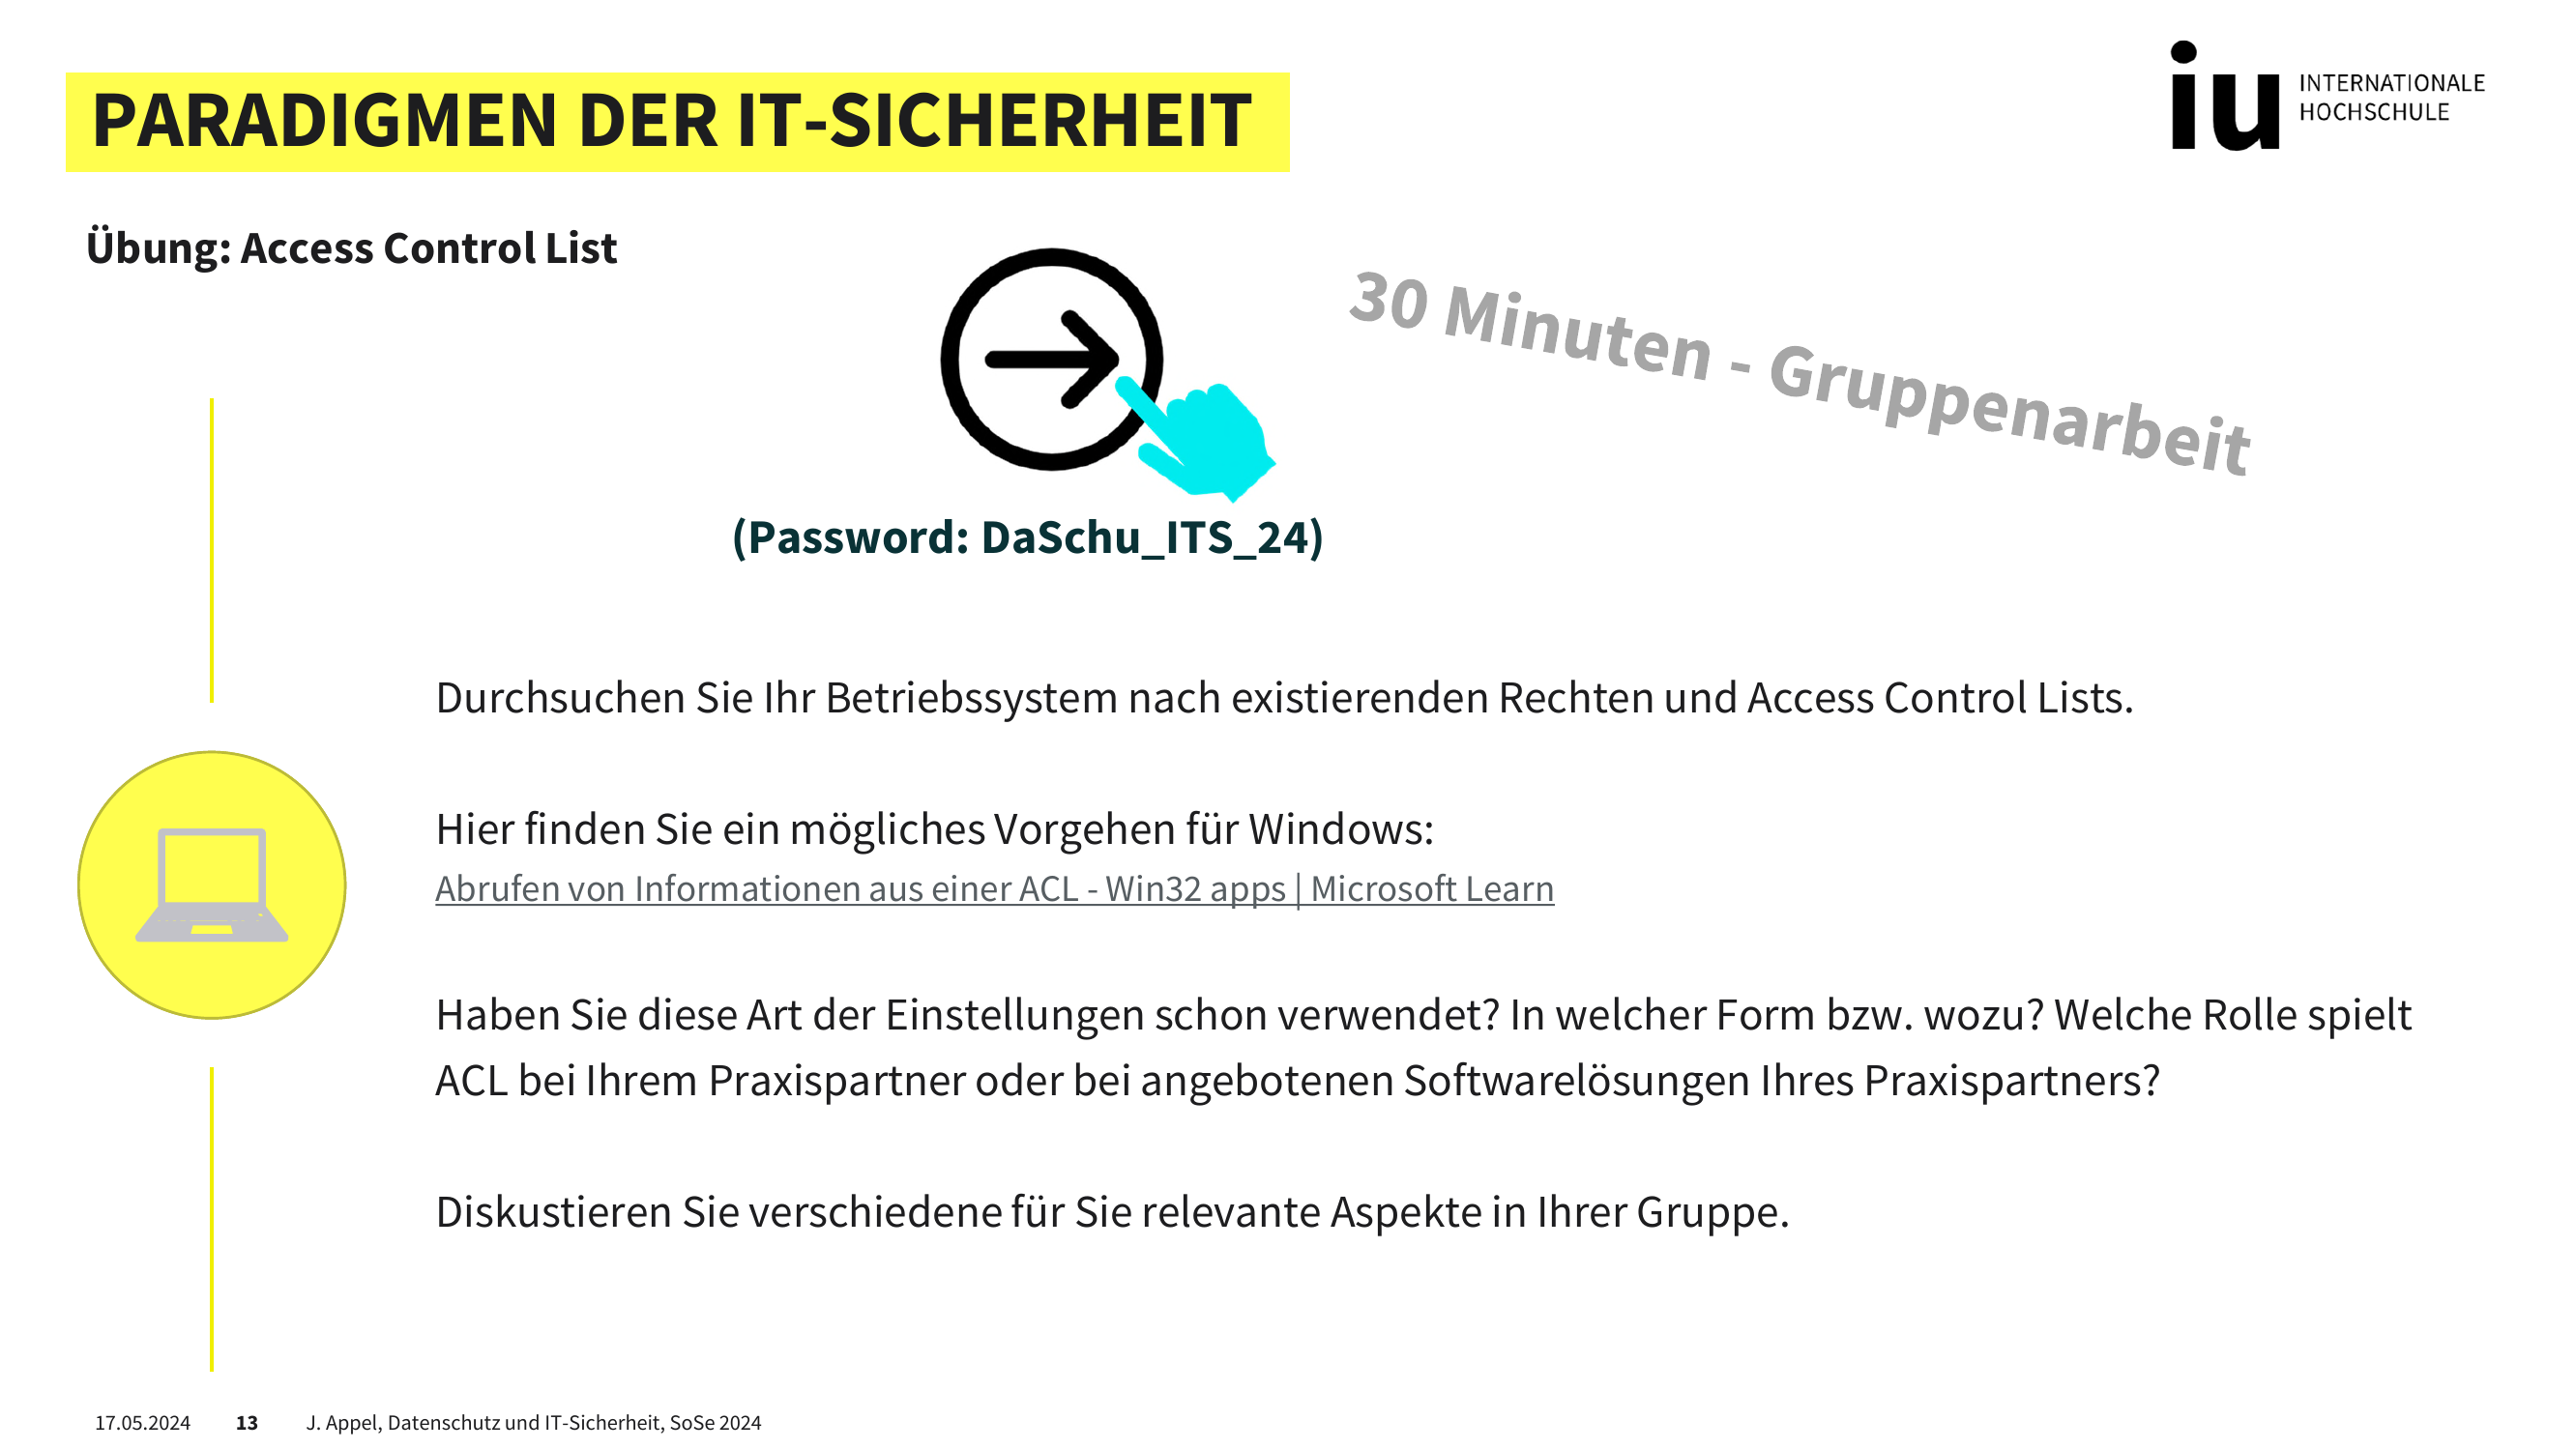 PARADIGMEN DER IT-SICHERHEIT
iu INTERNATIONALE
HOCHSCHULE
Übung: Access Control List
30 Minuten - Gruppenarbeit
(Password: DaSchu_ITS_24)
Durchsuchen Sie Ihr Betriebssystem nach existierenden Rechten und Access Control Lists.
Hier finden Sie ein mögliches Vorgehen für Windows:
Abrufen von Informationen aus einer ACL - Win32 apps | Microsoft Learn
Haben Sie diese Art der Einstellungen schon verwendet? In welcher Form bzw. wozu? Welche Rolle spielt
ACL bei Ihrem Praxispartner oder bei angebotenen Softwarelösungen Ihres Praxispartners?
Diskustieren Sie verschiedene für Sie relevante Aspekte in Ihrer Gruppe.
17.05.2024 13 J. Appel, Datenschutz und IT-Sicherheit, SoSe 2024